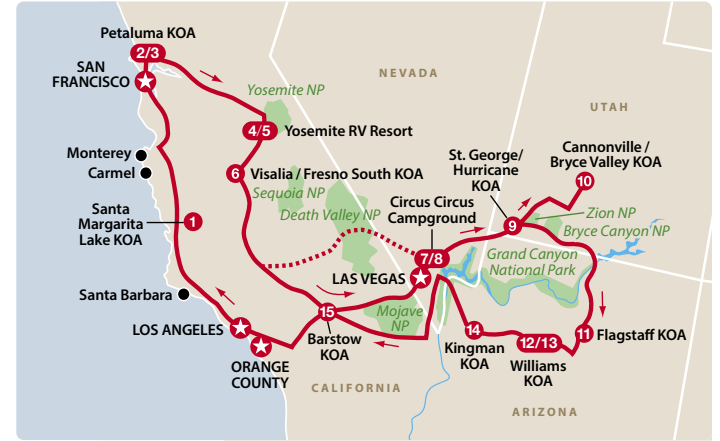 Petaluma KOA
2/3
SAN
FRANCISCO
NEVADA
Yosemite NP
UTAH
4/5
Yosemite RV Resort
Monterey
Carmel
6
Visalia / Fresno South KOA
Sequoia NP
Death Valley NP
St. George/
Hurricane
KOA
Cannonville /
Bryce Valley KOA
10
Circus Circus
Campground
Santa
Margarita
Lake KOA
1
9
Zion NP
Bryce Canyon NP
7/8
LAS VEGAS
Grand Canyon
National Park
Santa Barbara
LOS ANGELES
ORANGE
COUNTY
15
Barstow
KOA
Mojave
NP
14
Kingman
KOA
12/13
Williams
KOA
11
Flagstaff KOA
CALIFORNIA
ARIZONA